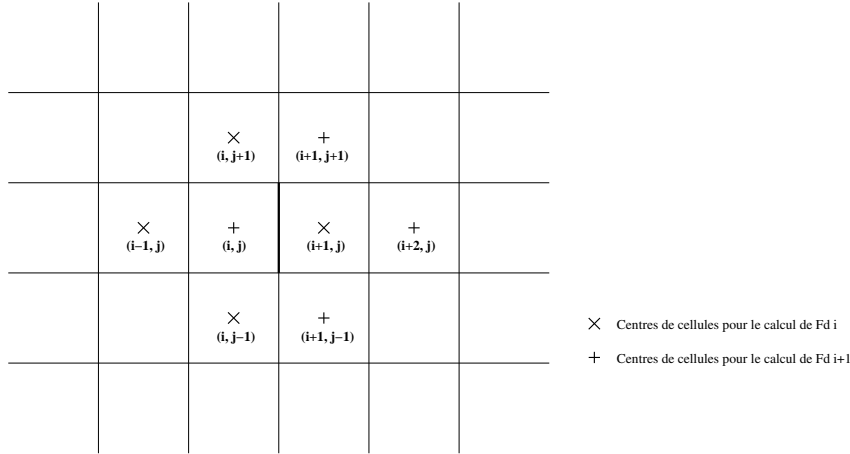 (i, j+1)
(i+1, j+1)
(i−1, j)
(i, j)
(i+1, j)
(i+2, j)
(i, j−1)
(i+1, j−1)
Centres de cellules pour le calcul de Fd i
Centres de cellules pour le calcul de Fd i+1